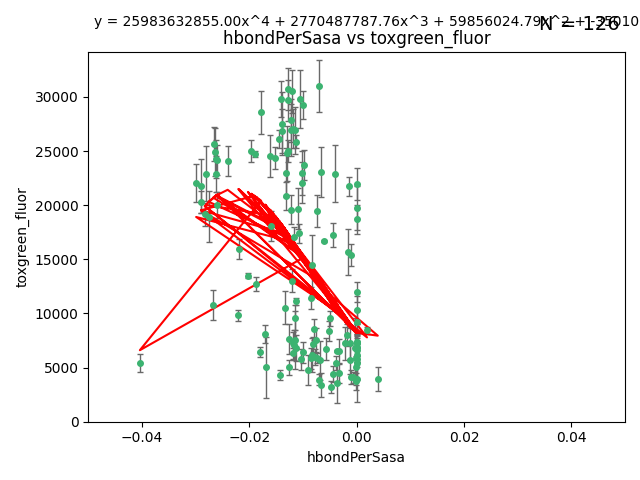 y = 25983632855.00x^4 + 2770487787.76x^3 + 59856024.79x^2 +
N = 126
hbondPerSasa vs toxgreen_fluor
30000
25000
20000
15000
10000
5000
0
toxgreen_fluor
−0.04
−0.02
0.00
0.02
0.04
hbondPerSasa